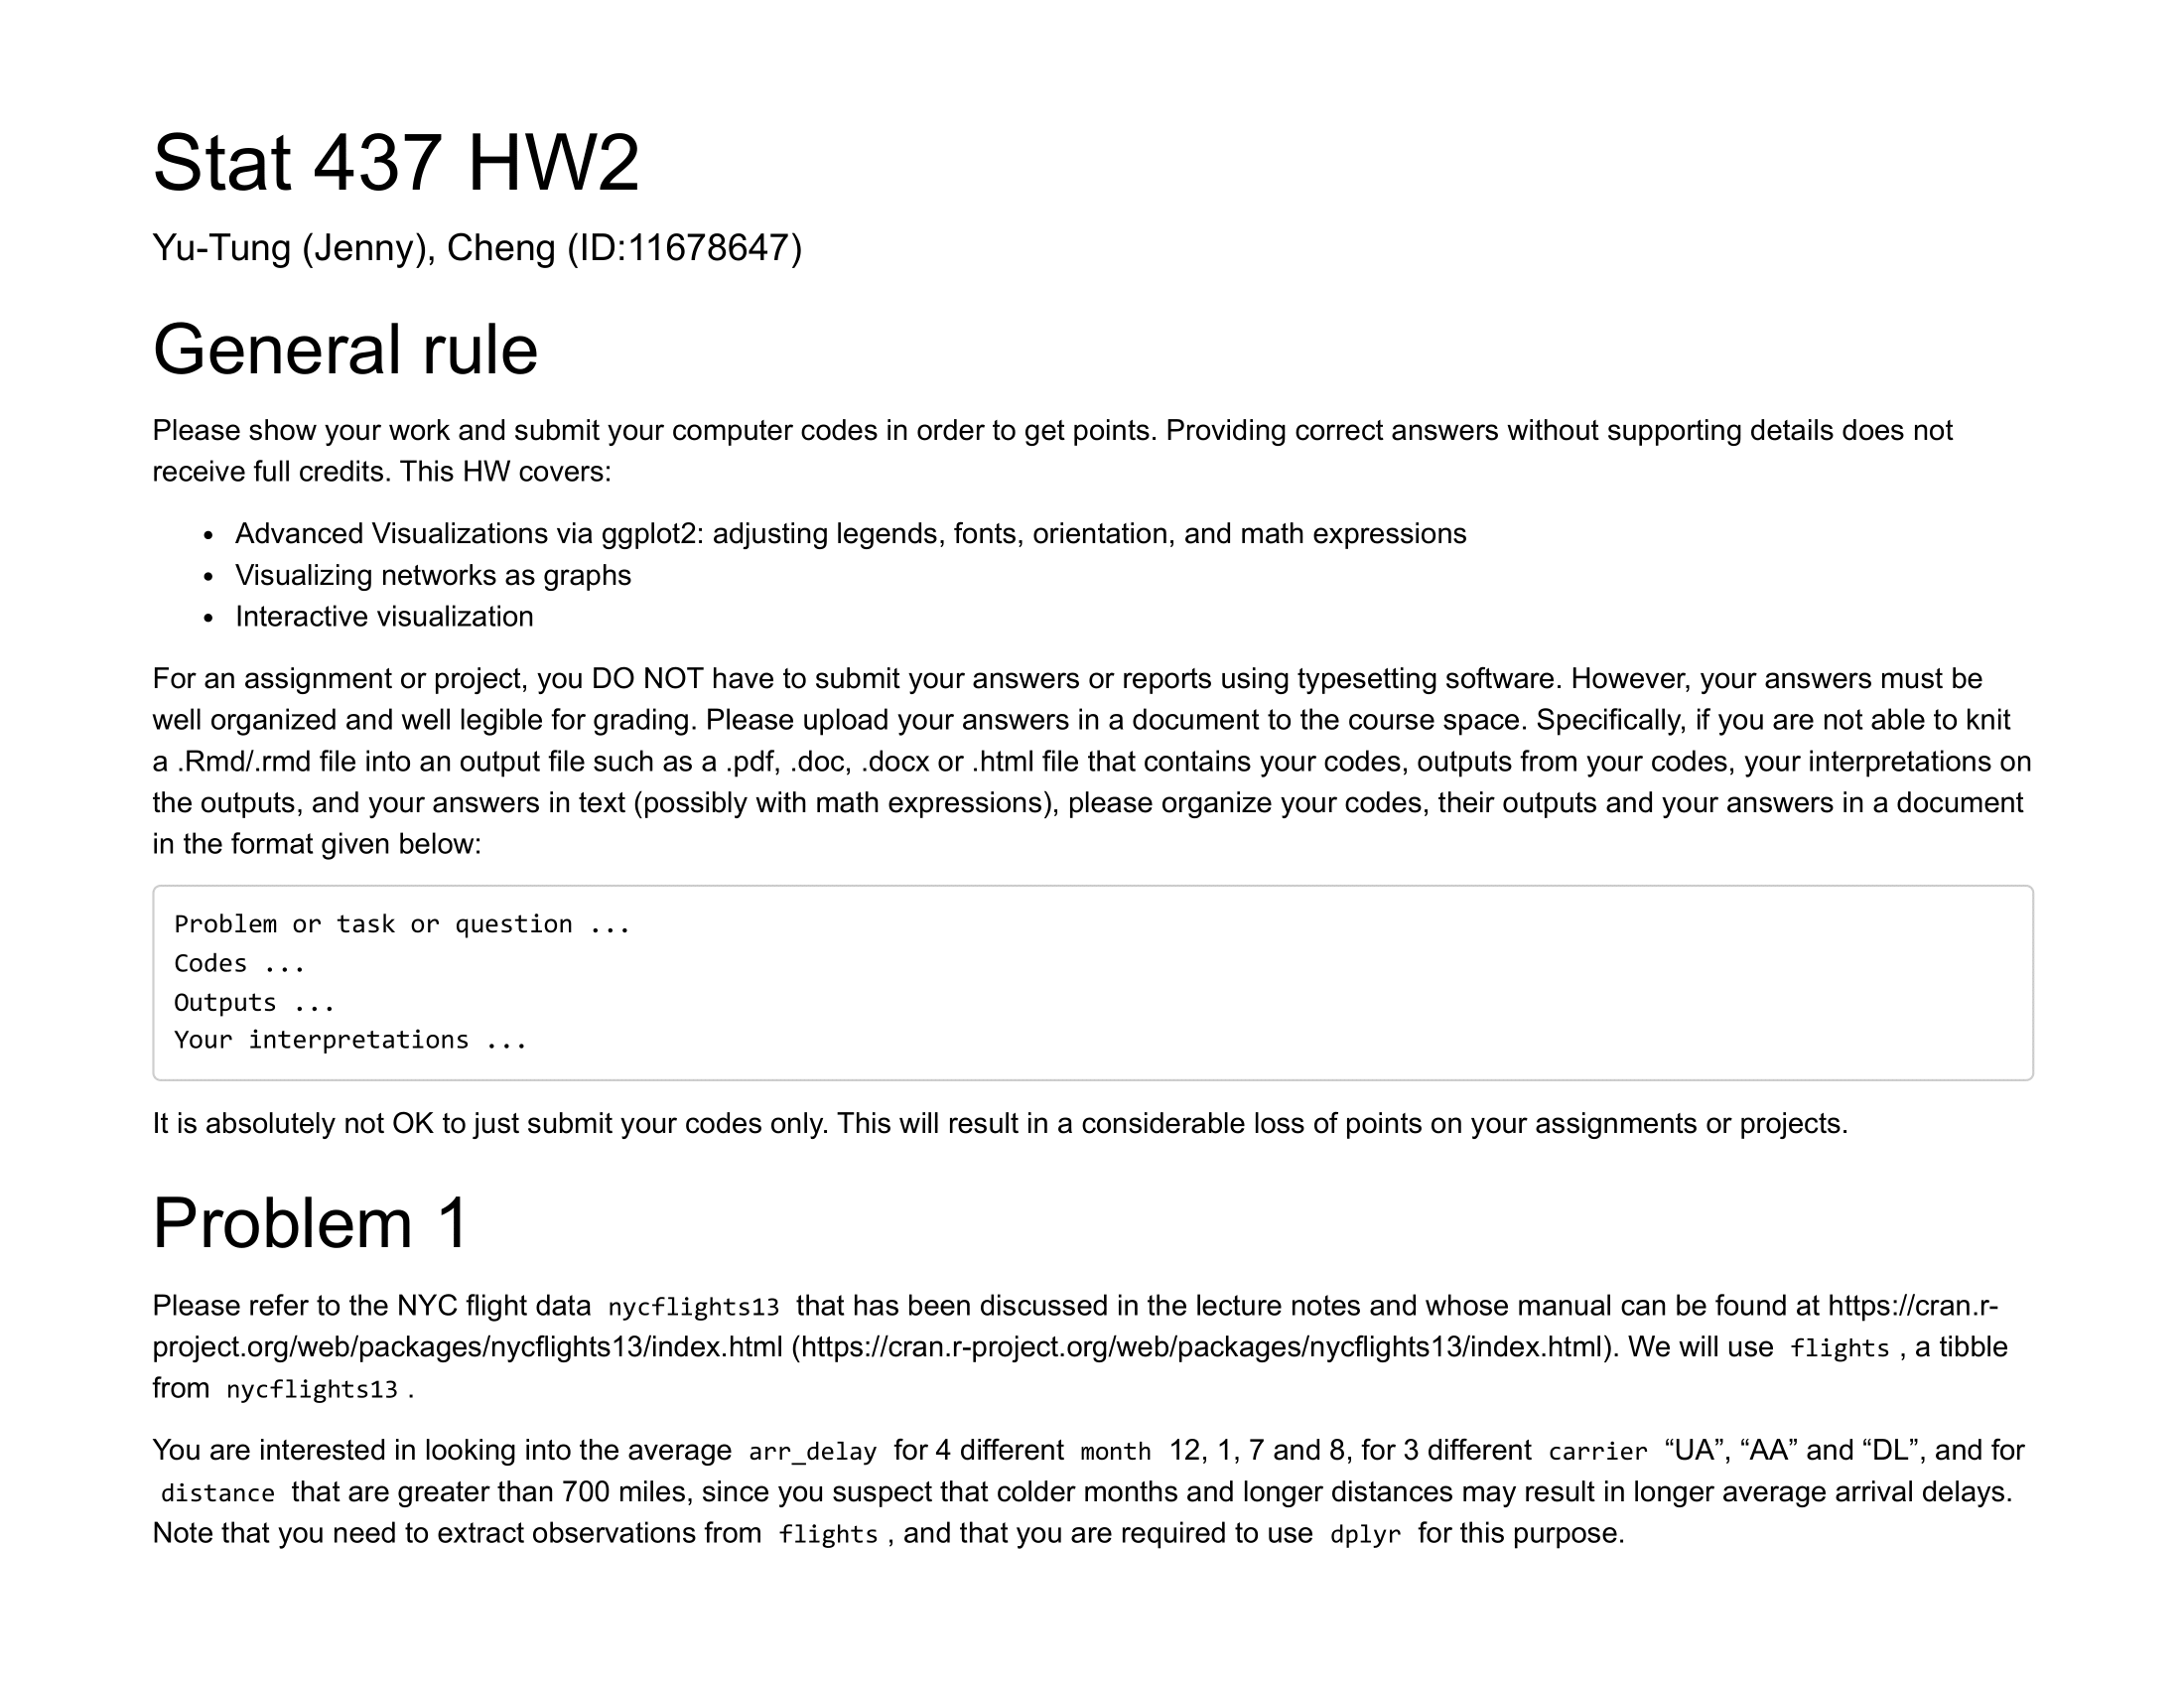 Stat 437 HW2
Yu-Tung (Jenny), Cheng (ID:11678647)
General rule
Please show your work and submit your computer codes in order to get points. Providing correct answers without supporting details does not
receive full credits. This HW covers:
• Advanced Visualizations via ggplot2: adjusting legends, fonts, orientation, and math expressions
• Visualizing networks as graphs
• Interactive visualization
For an assignment or project, you DO NOT have to submit your answers or reports using typesetting software. However, your answers must be
well organized and well legible for grading. Please upload your answers in a document to the course space. Specifically, if you are not able to knit
a .Rmd/.rmd file into an output file such as a .pdf, .doc, .docx or .html file that contains your codes, outputs from your codes, your interpretations on
the outputs, and your answers in text (possibly with math expressions), please organize your codes, their outputs and your answers in a document
in the format given below:
Problem or task or question ...
Codes ...
Outputs ...
Your interpretations ...
It is absolutely not OK to just submit your codes only. This will result in a considerable loss of points on your assignments or projects.
Problem 1
Please refer to the NYC flight data nycflights13 that has been discussed in the lecture notes and whose manual can be found at https://cran.r-
project.org/web/packages/nycflights13/index.html (https://cran.r-project.org/web/packages/nycflights13/index.html). We will use flights , a tibble
from nycflights13 .
You are interested in looking into the average arr_delay for 4 different month 12, 1, 7 and 8, for 3 different carrier “UA”, “AA” and “DL”, and for
distance that are greater than 700 miles, since you suspect that colder months and longer distances may result in longer average arrival delays.
Note that you need to extract observations from flights , and that you are required to use dplyr for this purpose.